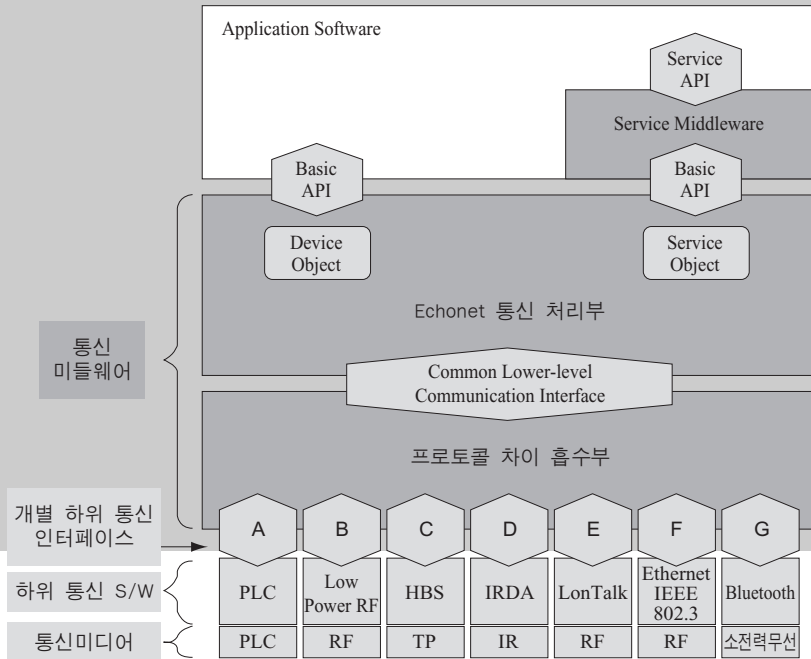 Application Software
Service
API
Service Middleware
Basic
API
Basic
API
Device
Object
Service
Object
Echonet 통신 처리부
통신
미들웨어
Common Lower-level
Communication Interface
프로토콜 차이 흡수부
개별 하위 통신
인터페이스
A
B
C
D
E
F
G
하위 통신 S/W
PLC
Low
Power RF
HBS
IRDA
LonTalk
Ethernet
IEEE
802.3
Bluetooth
통신미디어
PLC
RF
TP
IR
RF
RF
소전력무선